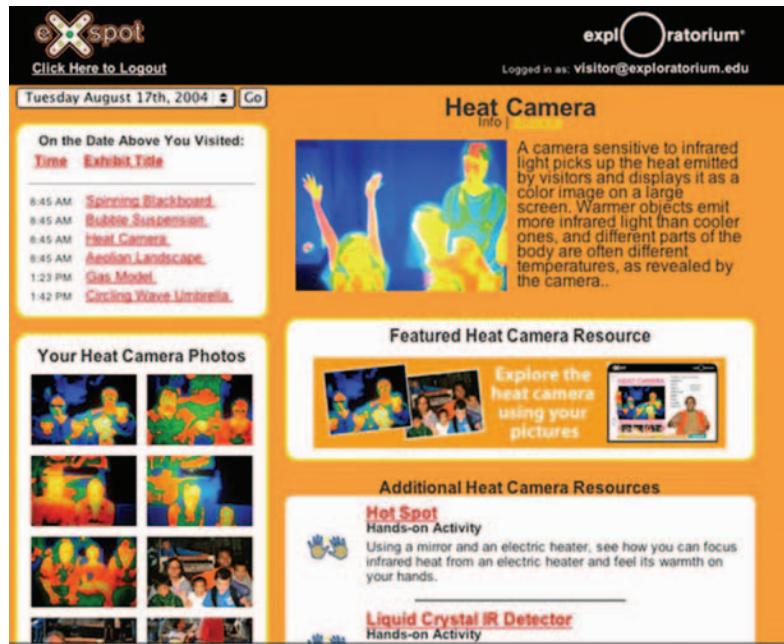 eXspot
Click Here to Logout
expl ratorium®
Logged in as: visitor@exploratorium.edu
Tuesday August 17th, 2004 Go
On the Date Above You Visited:
Time Exhibit Title
8:45 AM Spinning Blackboard
8:45 AM Bubble Suspension
8:45 AM Heat Camera
8:45 AM Aeolian Landscape
1:23 PM Gas Model
1:42 PM Circling Wave Umbrella
Your Heat Camera Photos
Heat Camera
Info |
A camera sensitive to infrared
light picks up the heat emitted
by visitors and displays it as a
color image on a large
screen. Warmer objects emit
more infrared light than cooler
ones, and different parts of the
body are often different
temperatures, as revealed by
the camera..
Featured Heat Camera Resource
Explore the
heat camera
using your
pictures
HEAT CAMERA
Additional Heat Camera Resources
Hot Spot
Hands-on Activity
Using a mirror and an electric heater, see how you can focus
infrared heat from an electric heater and feel its warmth on
your hands.
Liquid Crystal IR Detector
Hands-on Activity